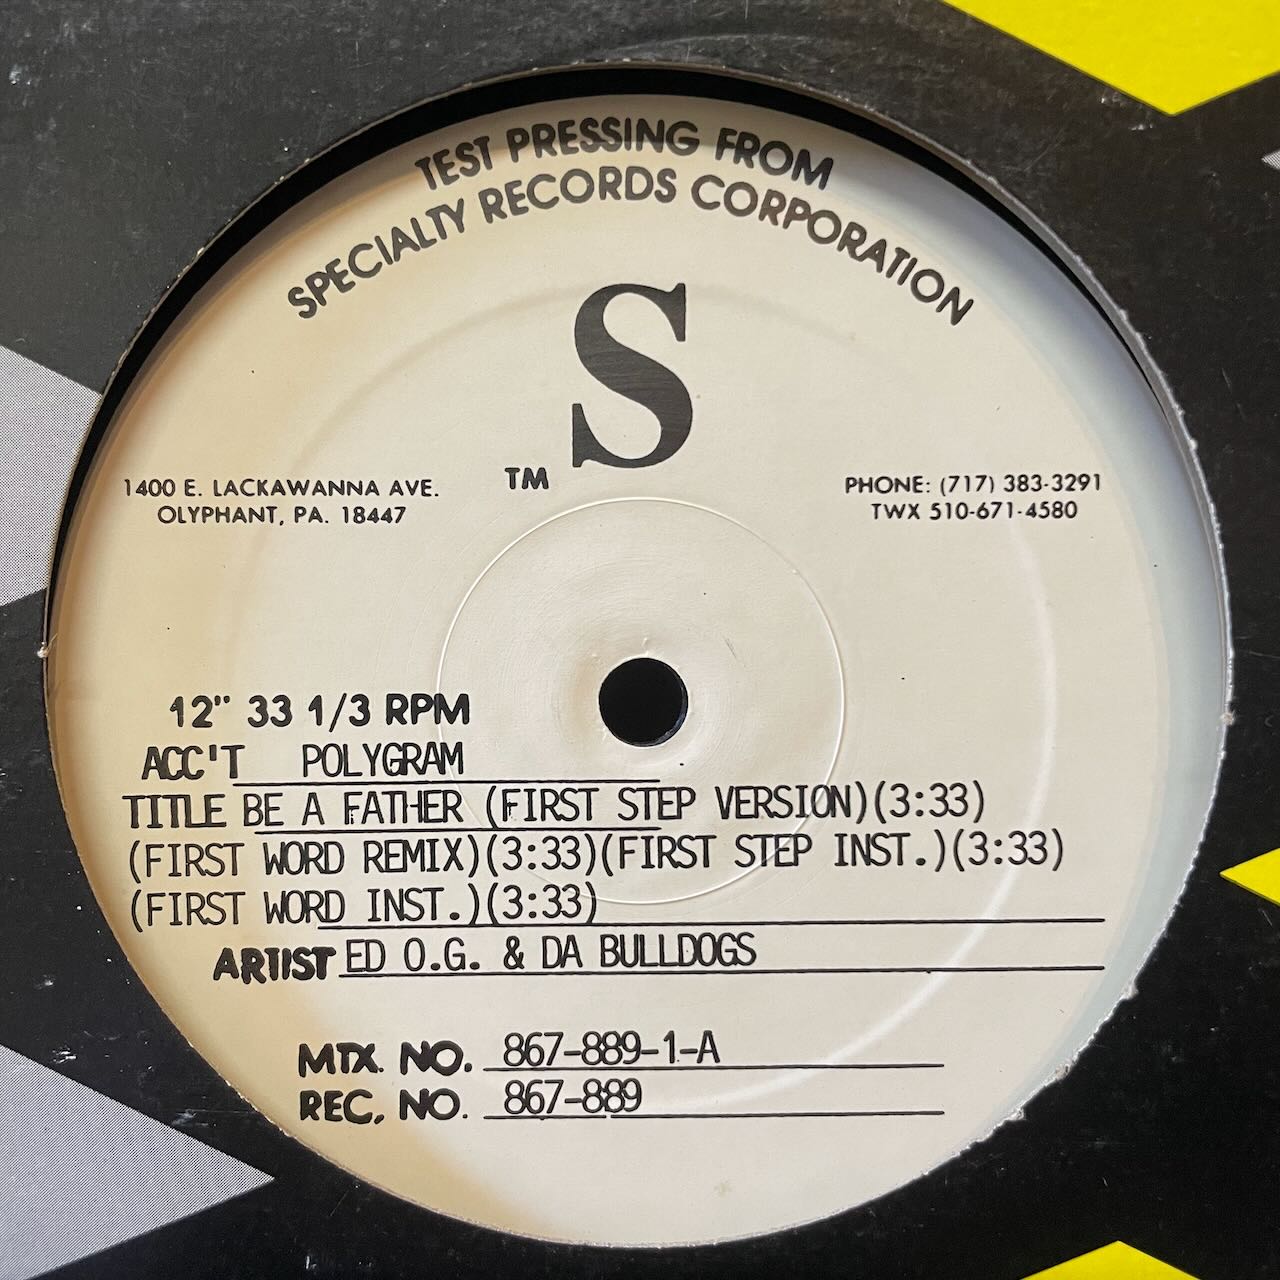 TEST PRESSING FROM
SPECIALTY RECORDS CORPORATION
S
TM
1400 E. LACKAWANNA AVE.
OLYPHANT, PA. 18447
PHONE: (717) 383-3291
TWX 510-671-4580
12" 33 1/3 RPM
ACC'T POLYGRAM
TITLE BE A FATHER (FIRST STEP VERSION)(3:33)
(FIRST WORD REMIX)(3:33)(FIRST STEP INST.)(3:33)
(FIRST WORD INST.)(3:33)
ARTIST ED O.G. & DA BULLDOGS
MTX. NO. 867-889-1-A
REC. NO. 867-889